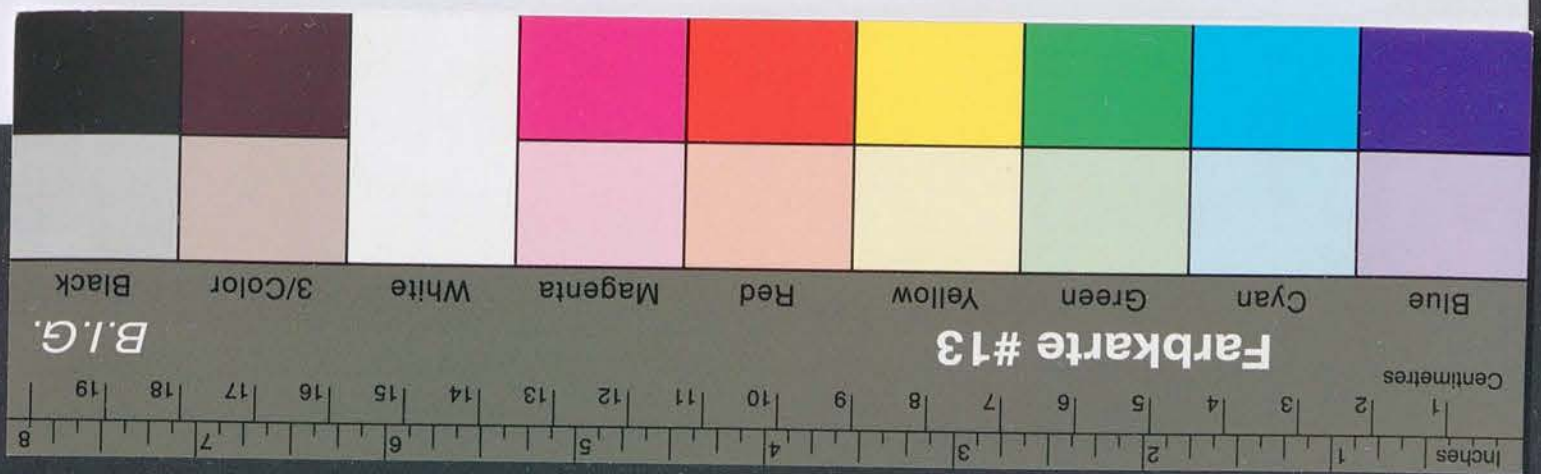 Inches 1 2 3 4 5 6 7 8
Centimetres 1 2 3 4 5 6 7 8 9 10 11 12 13 14 15 16 17 18 19
Farbkarte #13 B.I.G.
Blue Cyan Green Yellow Red Magenta White 3/Color Black